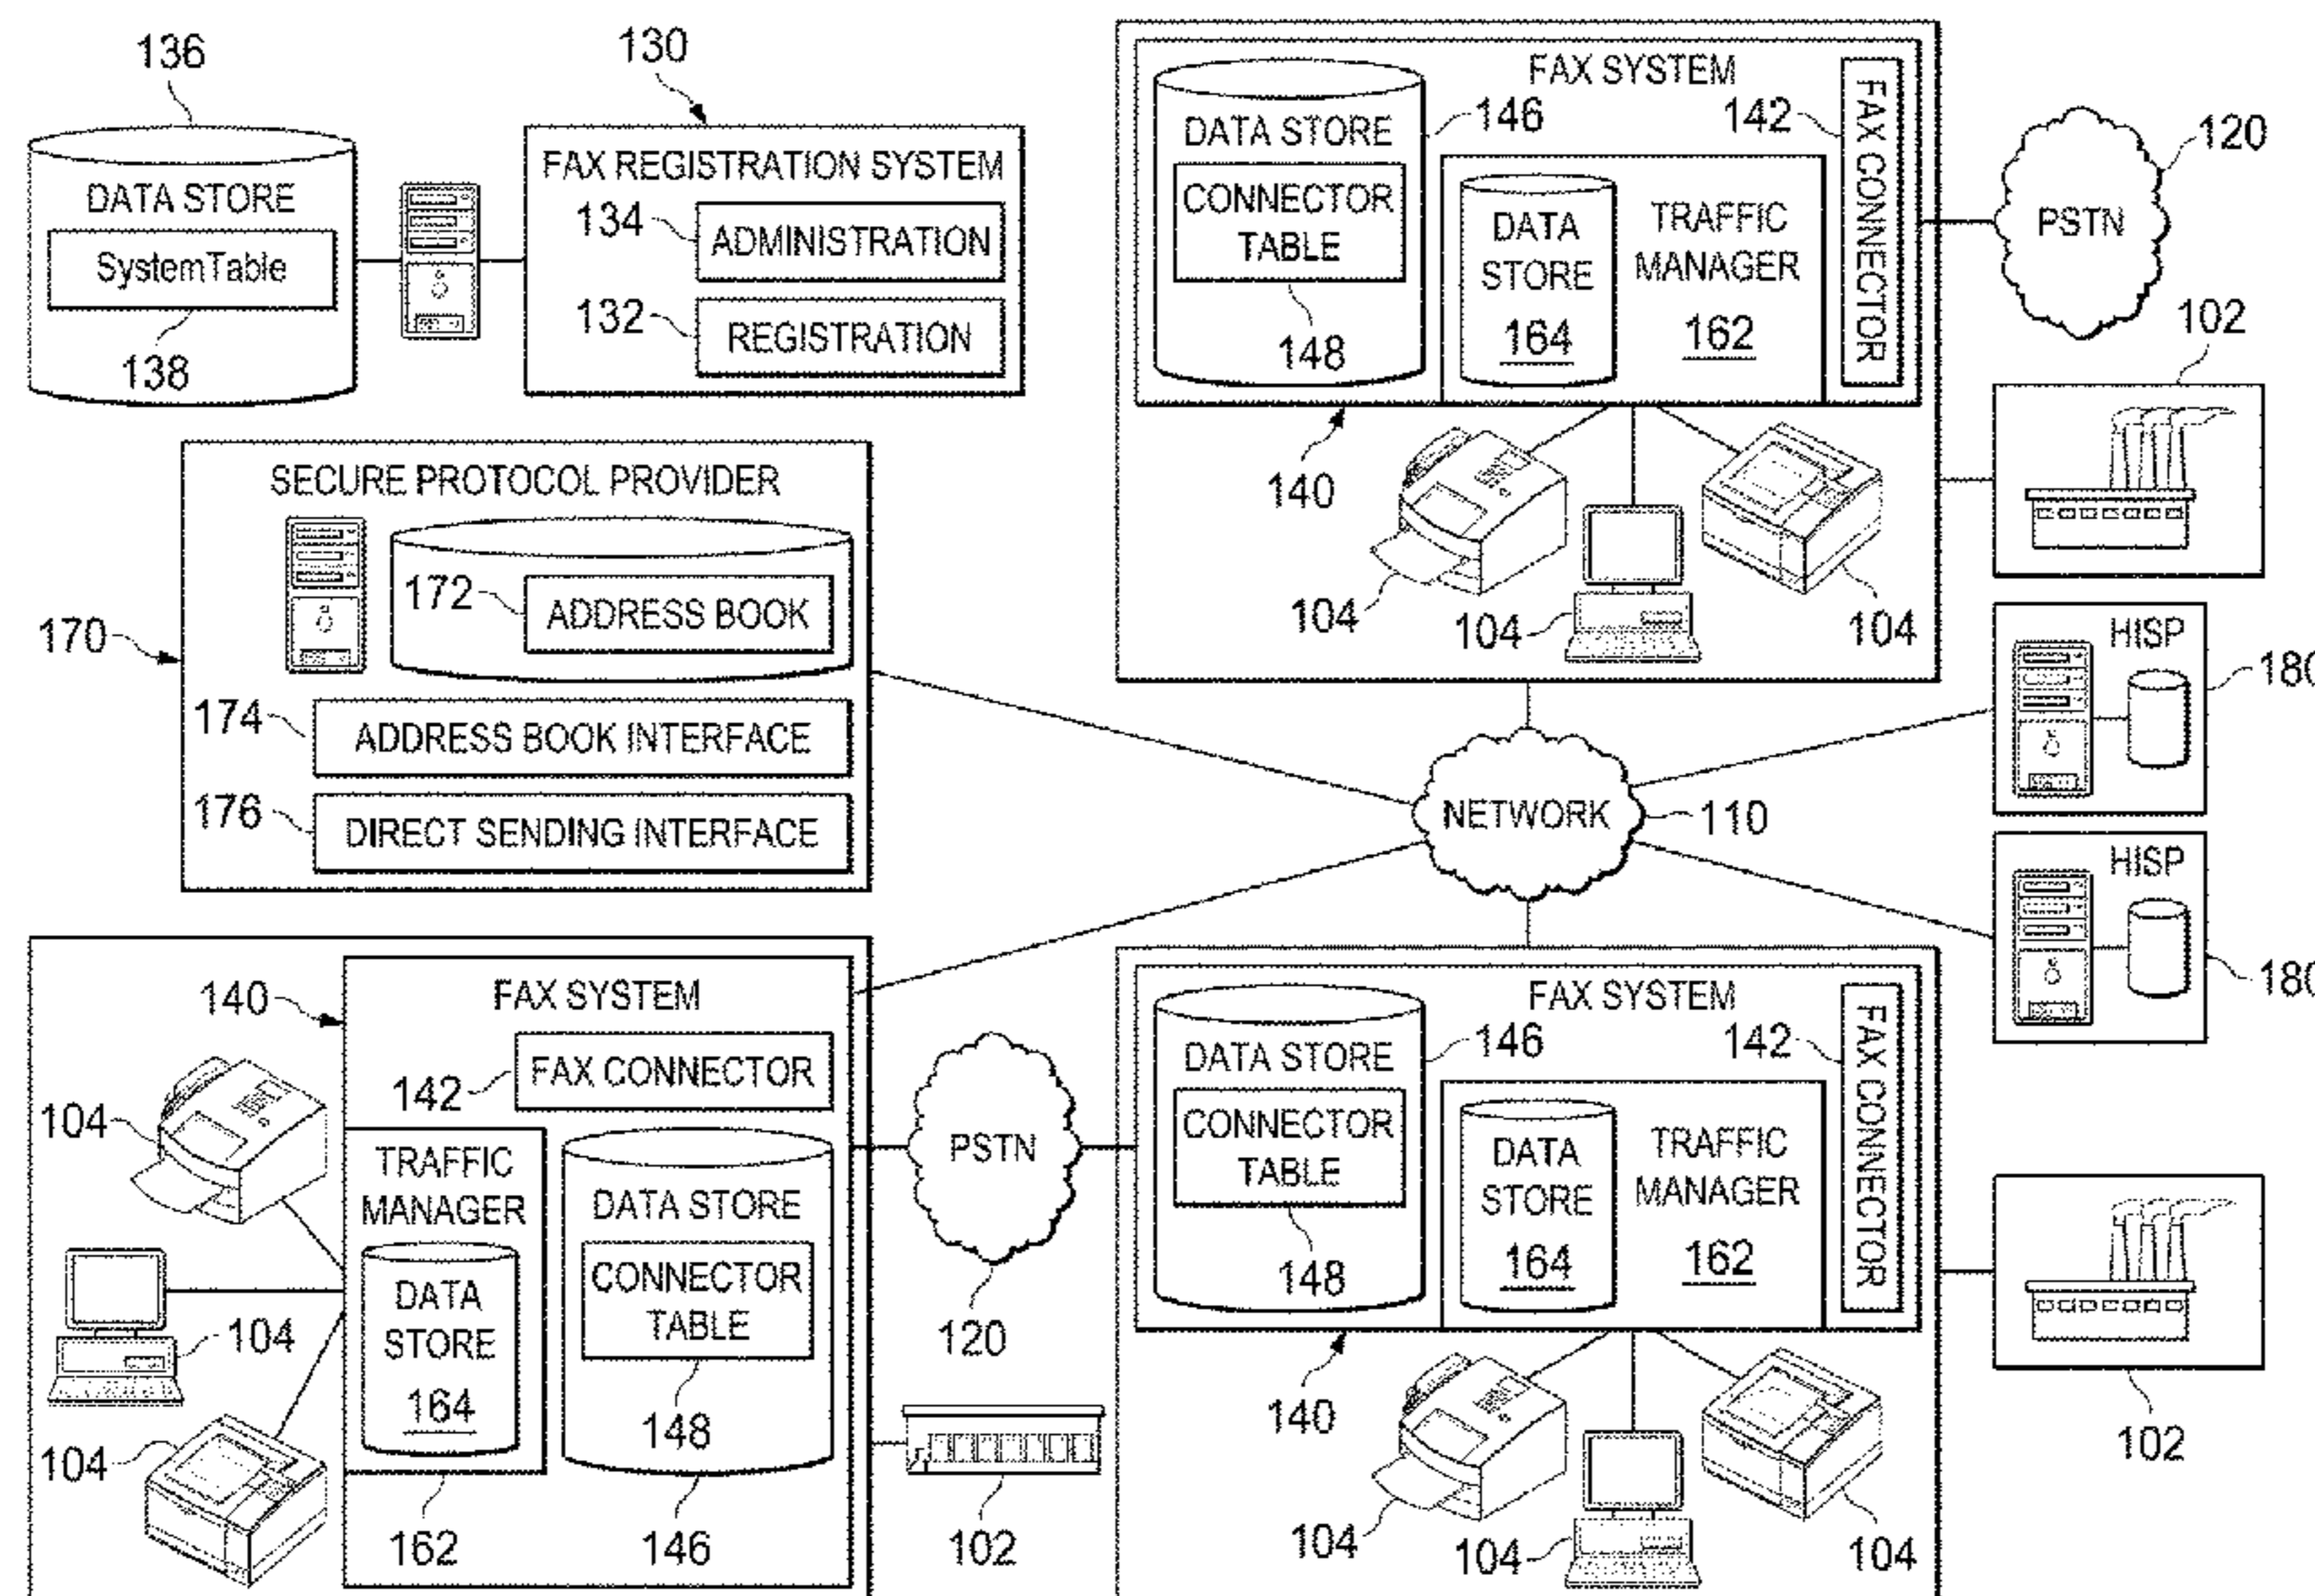 136
DATA STORE
SystemTable
138
130
FAX REGISTRATION SYSTEM
134
ADMINISTRATION
132
REGISTRATION
FAX SYSTEM
DATA STORE
146
CONNECTOR
TABLE
148
DATA
STORE
164
TRAFFIC
MANAGER
162
142
FAX CONNECTOR
120
PSTN
102
140
104
104
104
SECURE PROTOCOL PROVIDER
172
ADDRESS BOOK
170
174
ADDRESS BOOK INTERFACE
176
DIRECT SENDING INTERFACE
NETWORK
110
HISP
180
HISP
180
140
FAX SYSTEM
142
FAX CONNECTOR
104
104
104
TRAFFIC
MANAGER
DATA
STORE
164
162
DATA STORE
CONNECTOR
TABLE
148
146
PSTN
120
102
FAX SYSTEM
DATA STORE
146
CONNECTOR
TABLE
148
DATA
STORE
164
TRAFFIC
MANAGER
162
142
FAX CONNECTOR
140
104
104
104
102